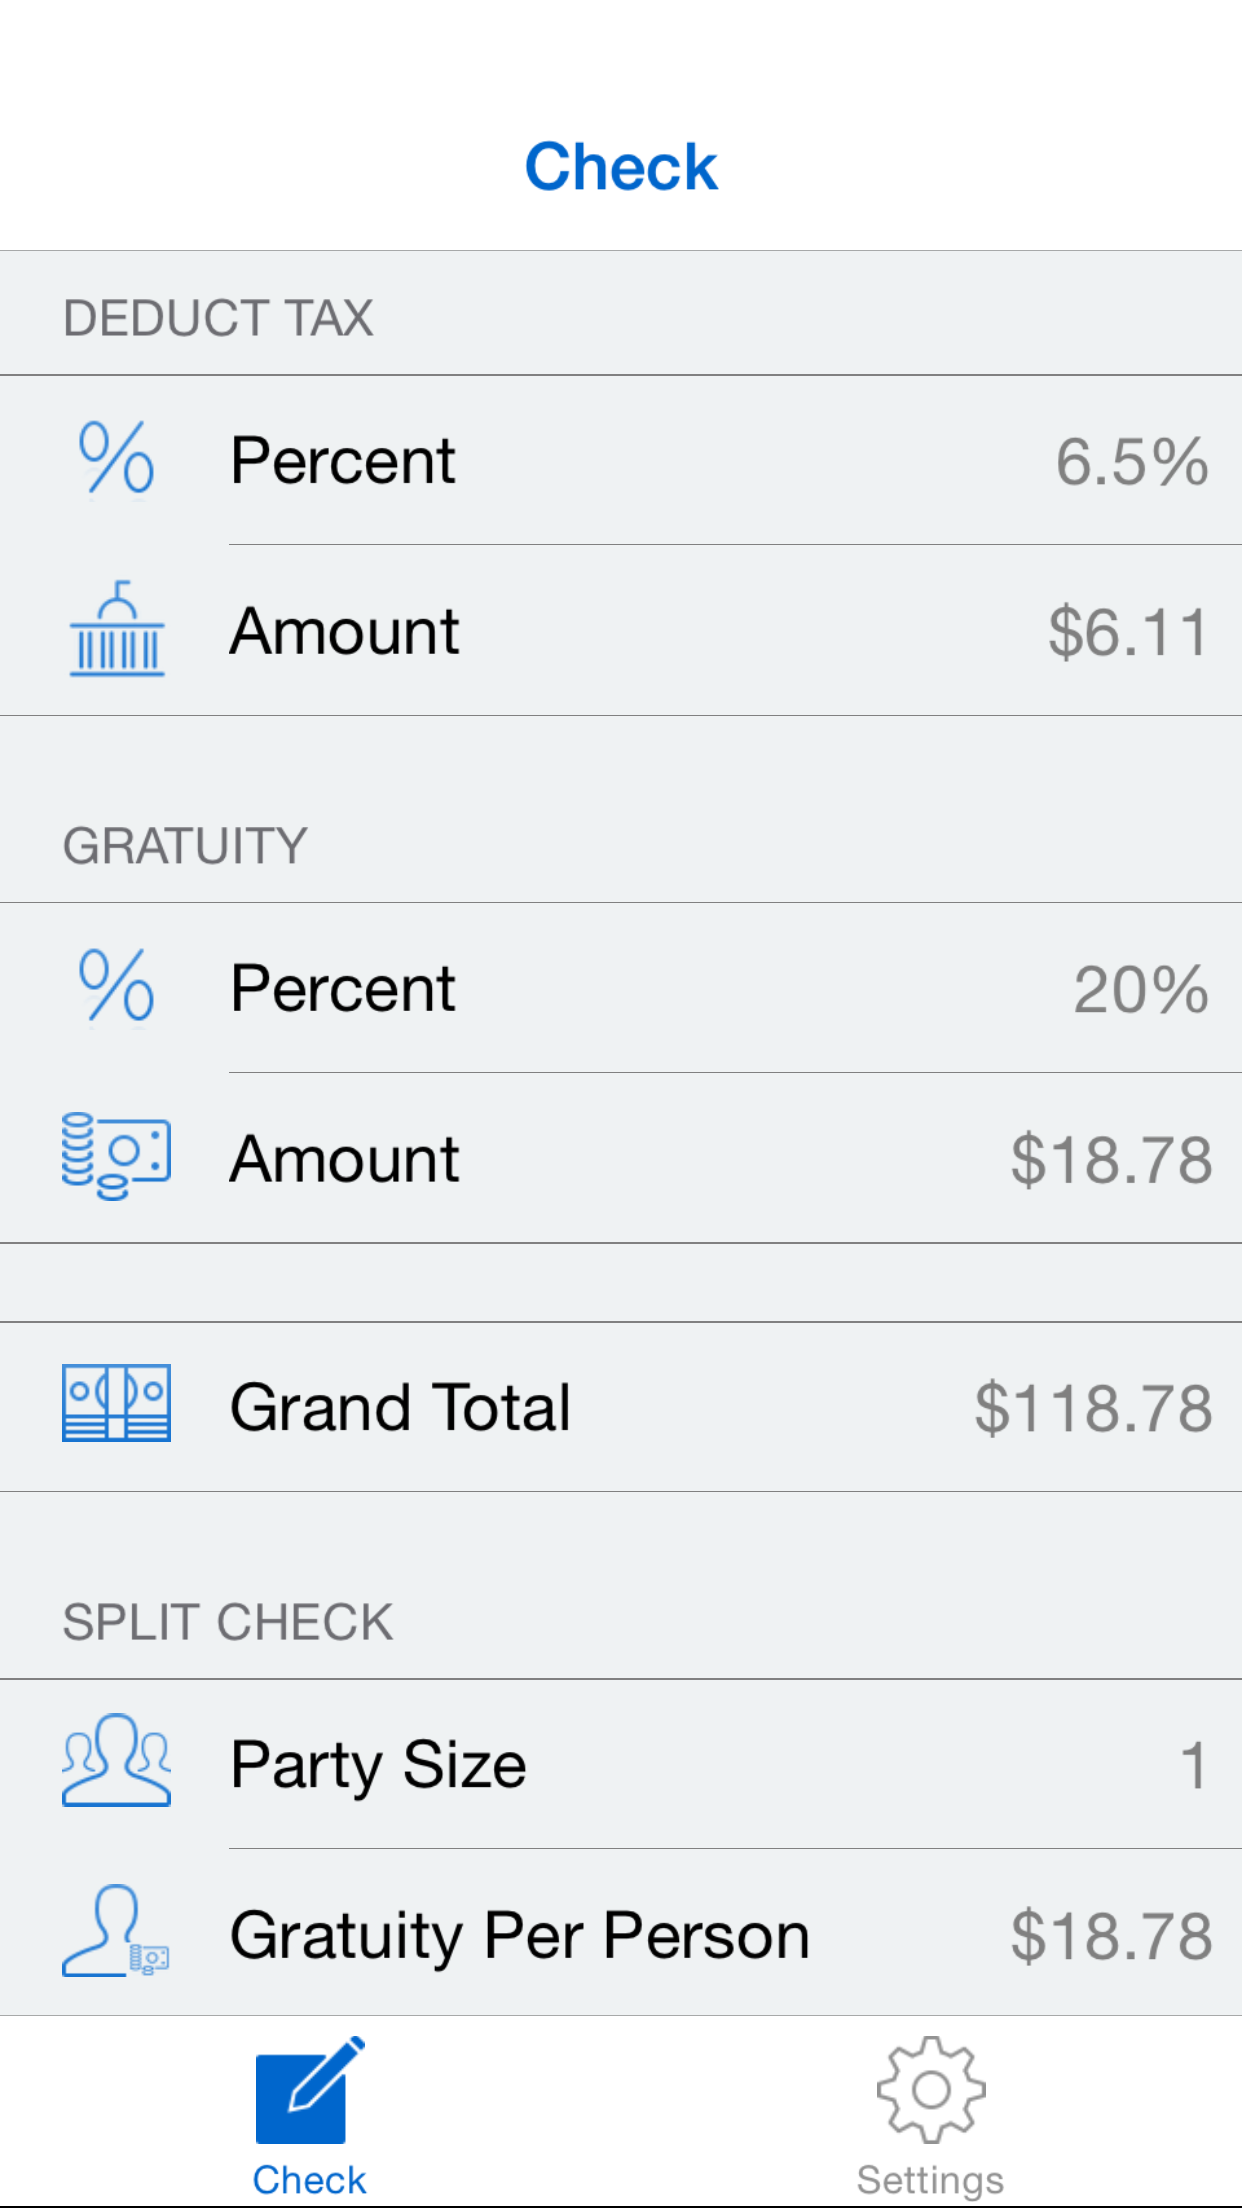 Check
DEDUCT TAX
% Percent 6.5%
Amount $6.11
GRATUITY
% Percent 20%
Amount $18.78
Grand Total $118.78
SPLIT CHECK
Party Size 1
Gratuity Per Person $18.78
Check Settings